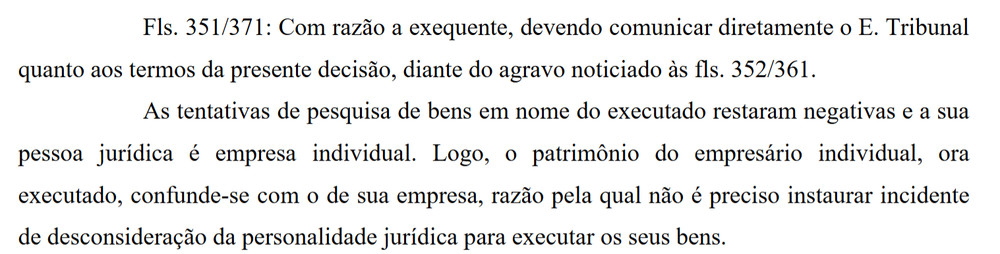 Fls. 351/371: Com razão a exequente, devendo comunicar diretamente o E. Tribunal
quanto aos termos da presente decisão, diante do agravo noticiado às fls. 352/361.
As tentativas de pesquisa de bens em nome do executado restaram negativas e a sua
pessoa jurídica é empresa individual. Logo, o patrimônio do empresário individual, ora
executado, confunde-se com o de sua empresa, razão pela qual não é preciso instaurar incidente
de desconsideração da personalidade jurídica para executar os seus bens.